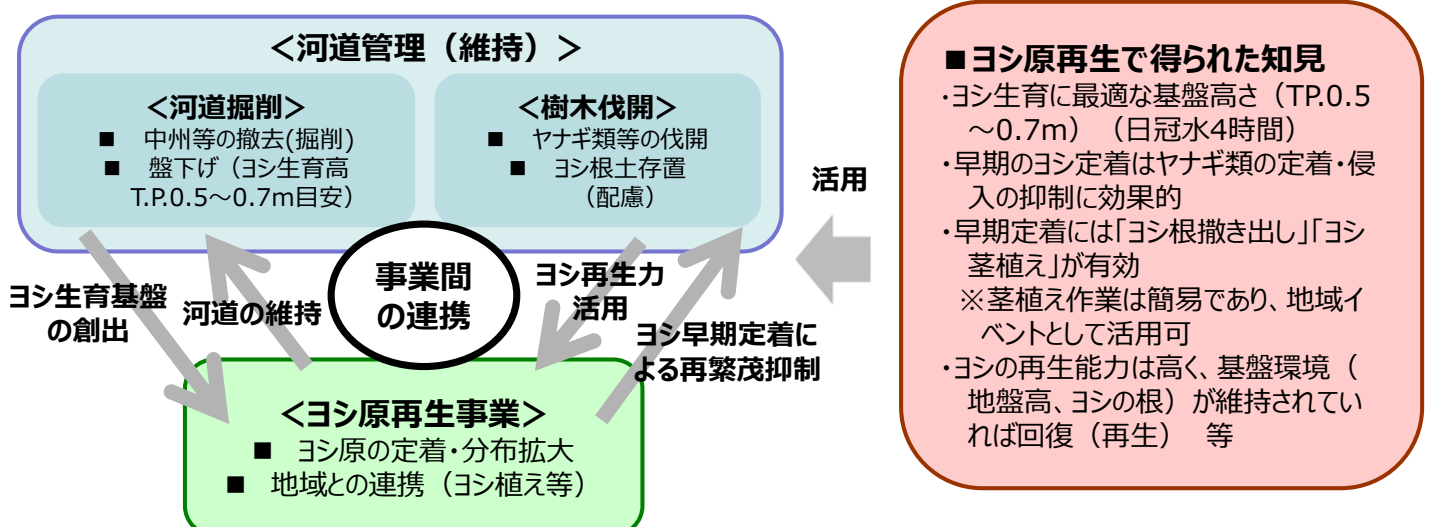 ＜河道管理（維持）＞
＜河道掘削＞
■ 中州等の撤去(掘削)
■ 盤下げ（ヨシ生育高
T.P.0.5～0.7m目安）
＜樹木伐開＞
■ ヤナギ類等の伐開
■ ヨシ根土存置
（配慮）
ヨシ生育基盤
の創出
河道の維持
事業間
の連携
ヨシ再生力
活用
ヨシ早期定着に
よる再繁茂抑制
＜ヨシ原再生事業＞
■ ヨシ原の定着・分布拡大
■ 地域との連携（ヨシ植え等）
活用
■ヨシ原再生で得られた知見
・ヨシ生育に最適な基盤高さ（TP.0.5
～0.7m）（日冠水4時間）
・早期のヨシ定着はヤナギ類の定着・侵
入の抑制に効果的
・早期定着には「ヨシ根撒き出し」「ヨシ
茎植え」が有効
※茎植え作業は簡易であり、地域イ
ベントとして活用可
・ヨシの再生能力は高く、基盤環境（
地盤高、ヨシの根）が維持されてい
れば回復（再生）　等